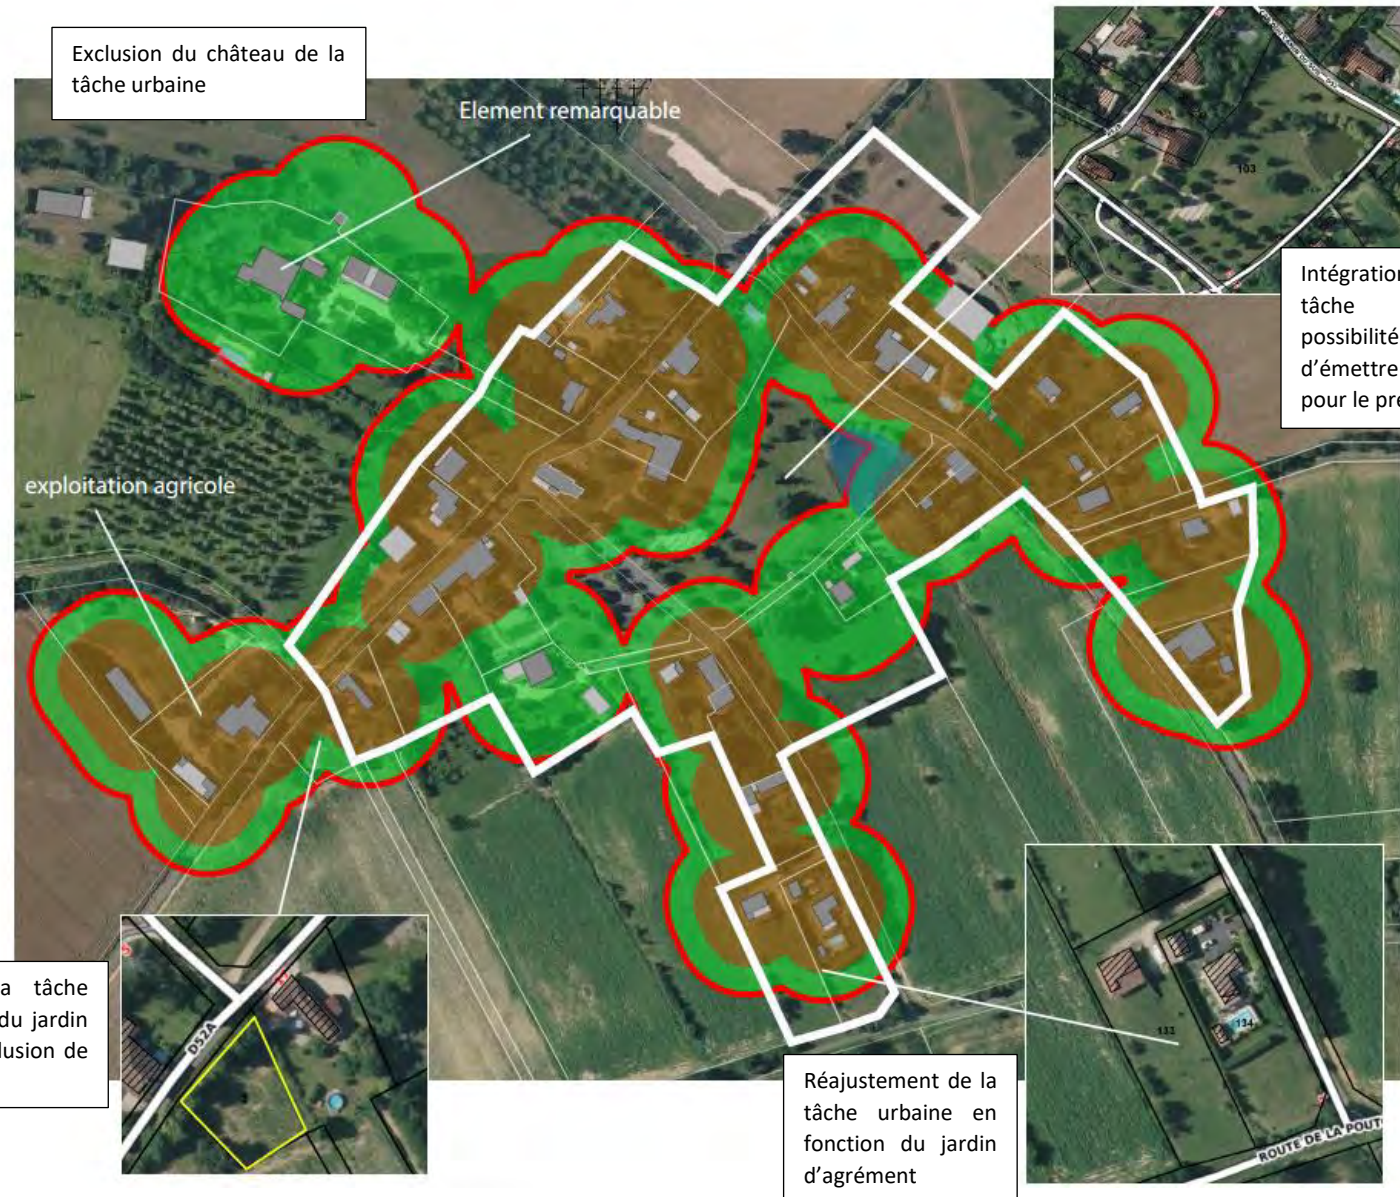 Exclusion du château de la
tâche urbaine
Element remarquable
103
Intégration
tâche
possibilité
d'émettre
pour le pré
exploitation agricole
D52A
a tâche
du jardin
lusion de
Réajustement de la
tâche urbaine en
fonction du jardin
d'agrément
133
134
ROUTE DE LA POUT